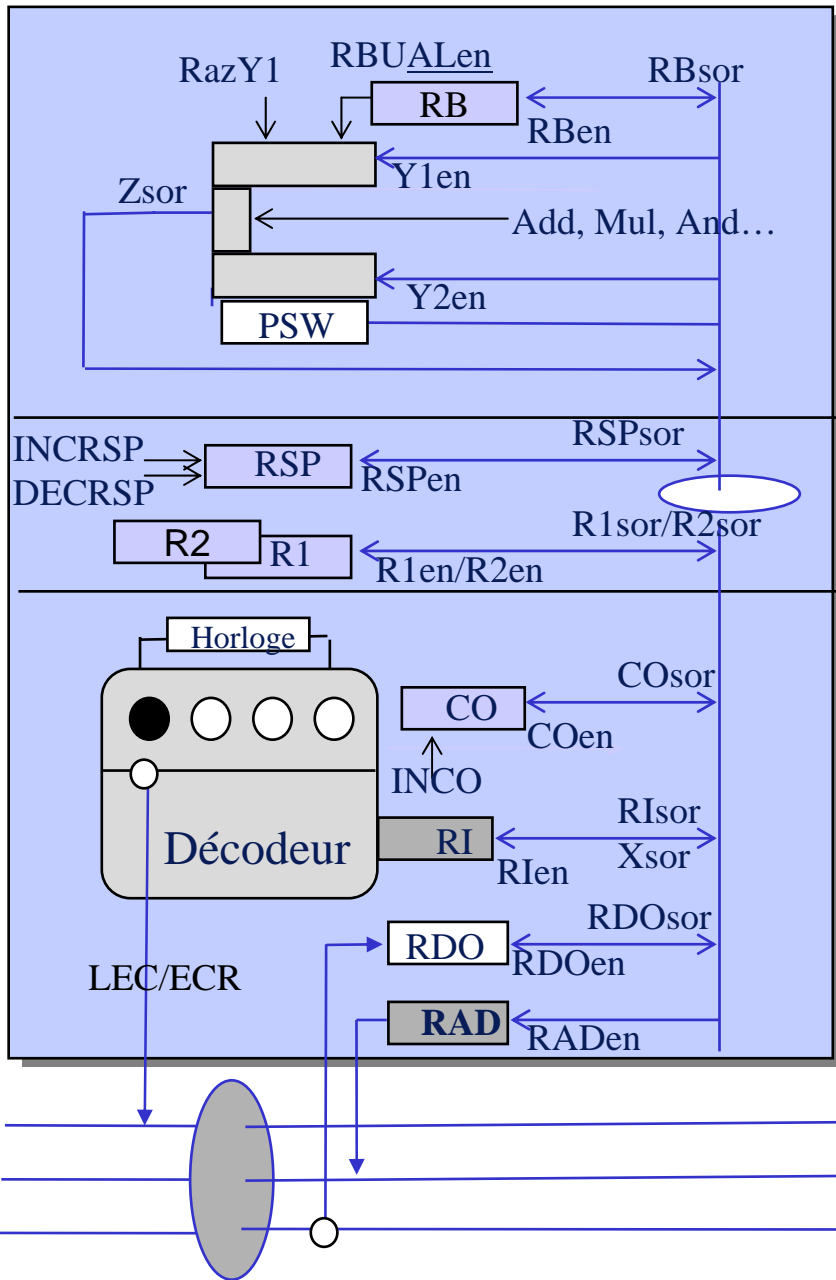 RBUALen
RazY1
RBsor
RB
RBen
Y1en
Zsor
Add, Mul, And…
Y2en
PSW
RSPsor
INCRSP
RSP
RSPen
DECRSP
R1sor/R2sor
R2
R1
R1en/R2en
Horloge
COsor
CO
COen
INCO
RIsor
Décodeur
RI
Xsor
RIen
RDOsor
RDO
RDOen
LEC/ECR
RAD
RADen